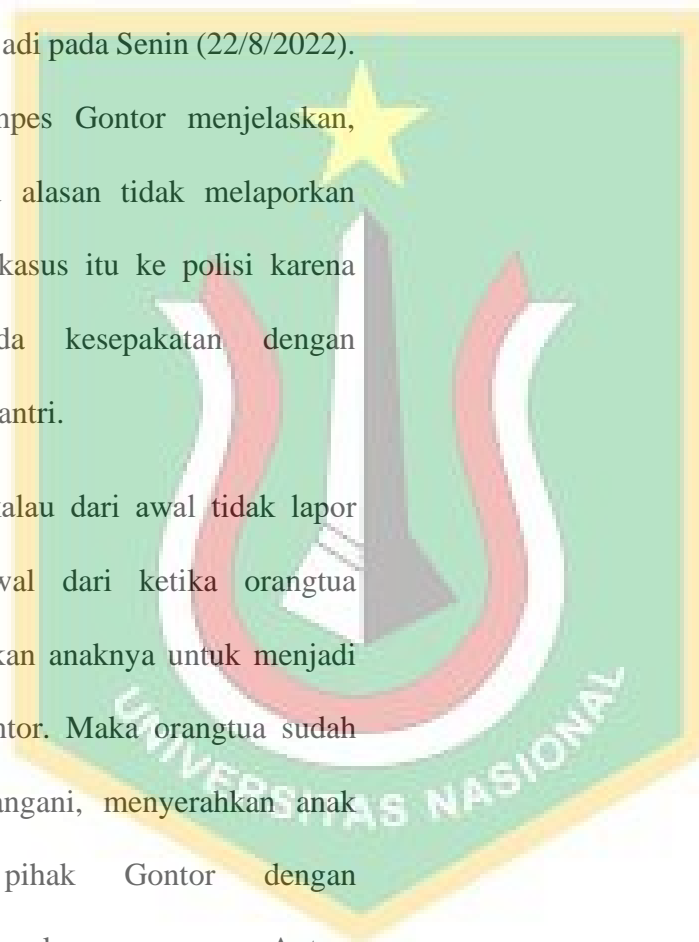 adi pada Senin (22/8/2022).
npes Gontor menjelaskan,
alasan tidak melaporkan
kasus itu ke polisi karena
da kesepakatan dengan
antri.
kalau dari awal tidak lapor
wal dari ketika orangtua
kan anaknya untuk menjadi
ntor. Maka orangtua sudah
angani, menyerahkan anak
pihak Gontor dengan
UNIVERSITAS NASIONAL